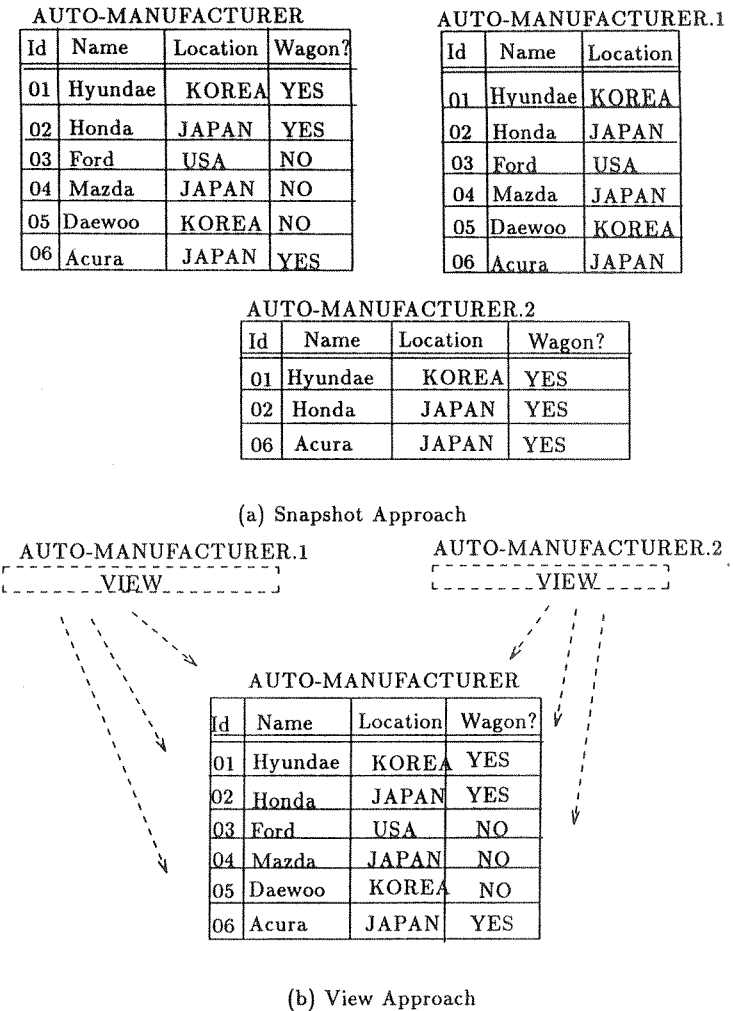 AUTO-MANUFACTURER
Id Name Location Wagon?
01 Hyundae KOREA YES
02 Honda JAPAN YES
03 Ford USA NO
04 Mazda JAPAN NO
05 Daewoo KOREA NO
06 Acura JAPAN YES
AUTO-MANUFACTURER.1
Id Name Location
01 Hyundae KOREA
02 Honda JAPAN
03 Ford USA
04 Mazda JAPAN
05 Daewoo KOREA
06 Acura JAPAN
AUTO-MANUFACTURER.2
Id Name Location Wagon?
01 Hyundae KOREA YES
02 Honda JAPAN YES
06 Acura JAPAN YES
(a) Snapshot Approach
AUTO-MANUFACTURER.1
VIEW
AUTO-MANUFACTURER.2
VIEW
AUTO-MANUFACTURER
Id Name Location Wagon?
01 Hyundae KOREA YES
02 Honda JAPAN YES
03 Ford USA NO
04 Mazda JAPAN NO
05 Daewoo KOREA NO
06 Acura JAPAN YES
(b) View Approach